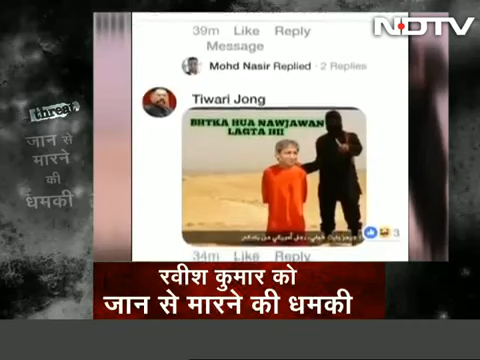 NDTV
39m Like Reply
Message
Mohd Nasir Replied · 2 Replies
Tiwari Jong
BHTKA HUA NAWJAWAN
LAGTA HII
3
34m Like Reply
threat
जान से
मारने
की
धमकी
रवीश कुमार को
जान से मारने की धमकी